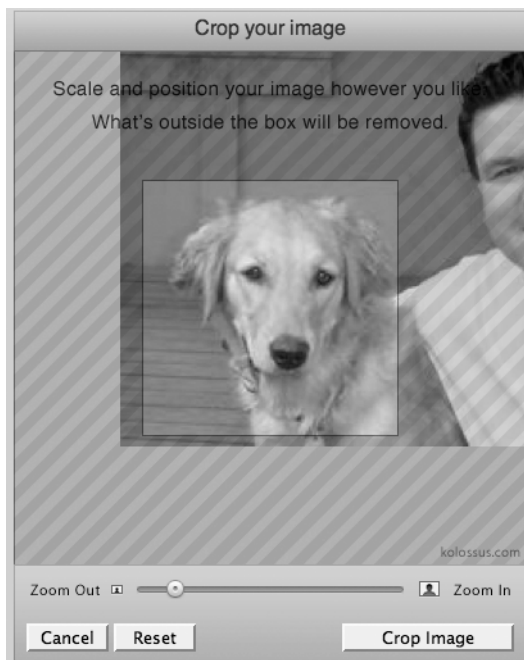 Crop your image
Scale and position your image however you like.
What's outside the box will be removed.
kolossus.com
Zoom Out
Zoom In
Cancel
Reset
Crop Image